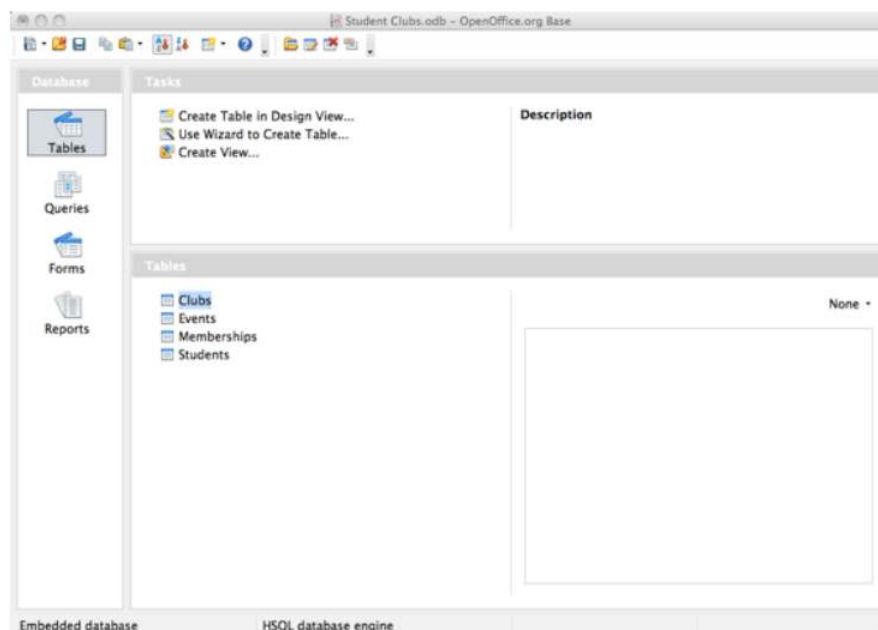 Student Clubs.odb – OpenOffice.org Base
Database
Tables
Queries
Forms
Reports
Tasks
Create Table in Design View...
Use Wizard to Create Table...
Create View...
Description
Tables
Clubs
Events
Memberships
Students
None
Embedded database
HSQL database engine